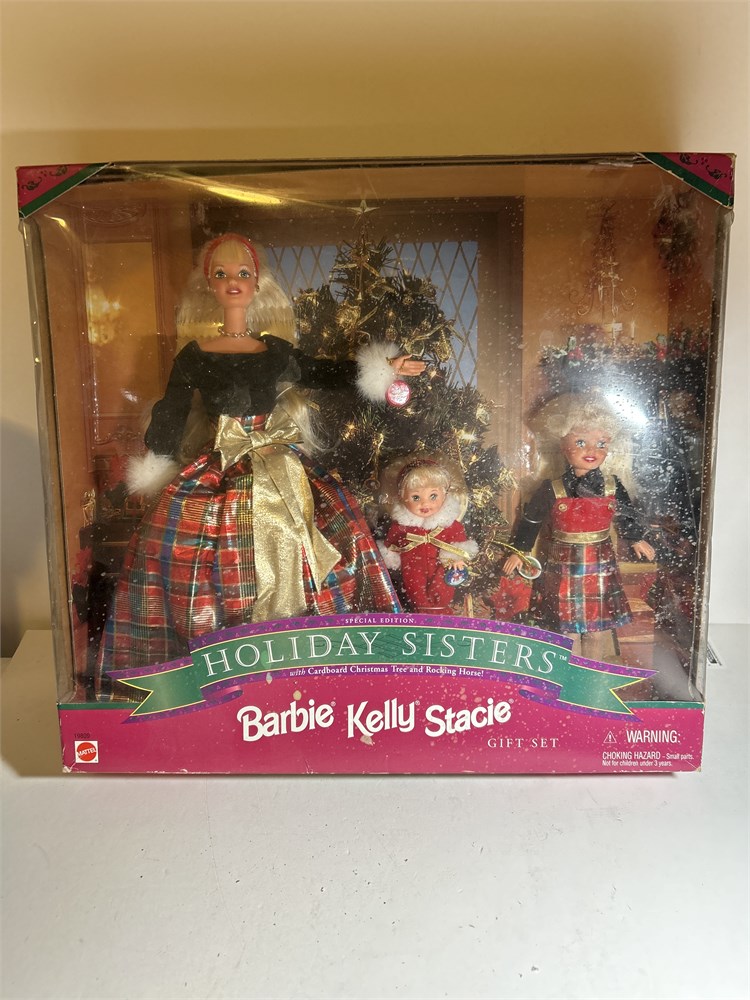 SPECIAL EDITION
HOLIDAY SISTERS™
with Cardboard Christmas Tree and Rocking Horse!
Barbie® Kelly® Stacie®
GIFT SET
MATTEL
WARNING:
CHOKING HAZARD - Small parts.
Not for children under 3 years.